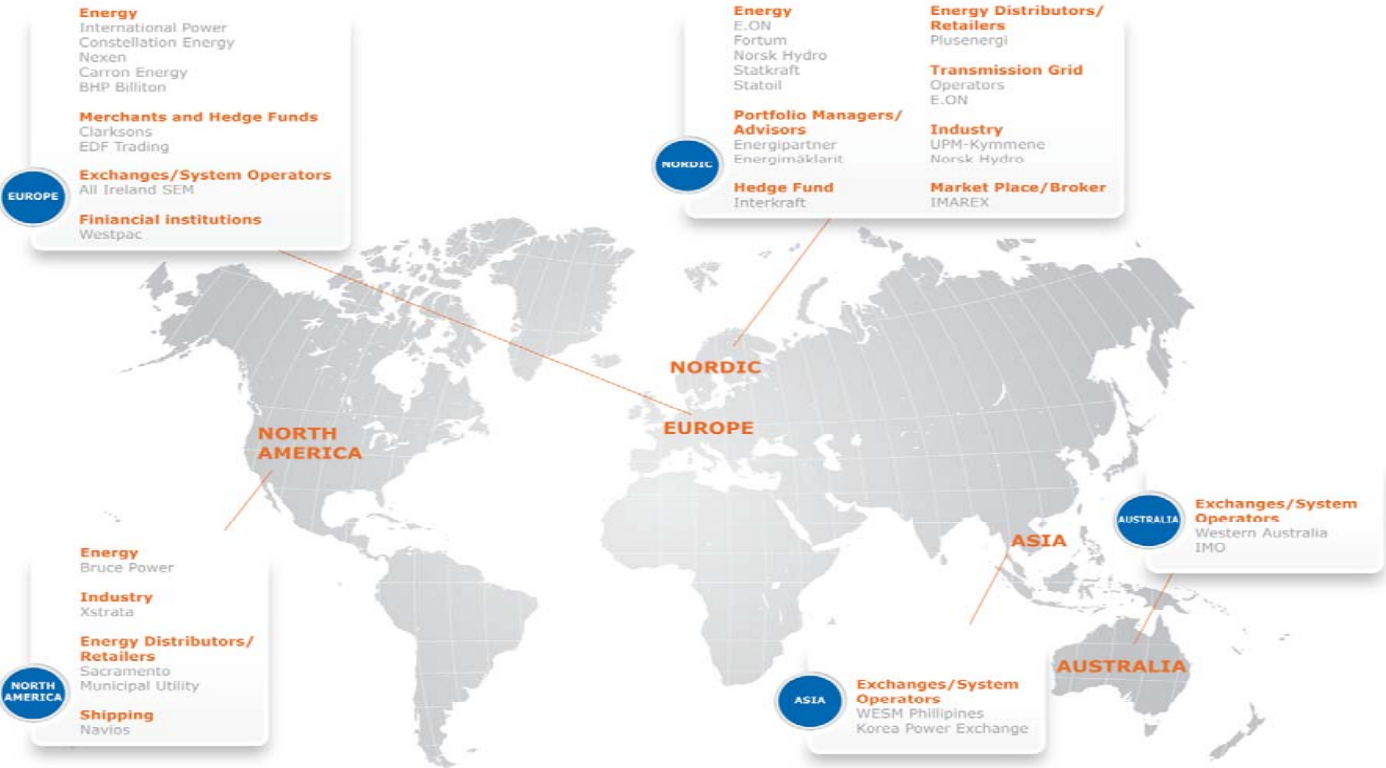 Energy
International Power
Constellation Energy
Nexen
Carron Energy
BHP Billiton
Merchants and Hedge Funds
Clarksons
EDF Trading
Exchanges/System Operators
All Ireland SEM
Finiancial institutions
Westpac
EUROPE
Energy
E.ON
Fortum
Norsk Hydro
Statkraft
Statoil
Portfolio Managers/
Advisors
Energipartner
Energimäklarit
Hedge Fund
Interkraft
Energy Distributors/
Retailers
Plusenergi
Transmission Grid
Operators
E.ON
Industry
UPM-Kymmene
Norsk Hydro
Market Place/Broker
IMAREX
NORDIC
NORDIC
EUROPE
NORTH
AMERICA
ASIA
AUSTRALIA
Exchanges/System
Operators
Western Australia
IMO
AUSTRALIA
Energy
Bruce Power
Industry
Xstrata
Energy Distributors/
Retailers
Sacramento
Municipal Utility
Shipping
Navios
NORTH
AMERICA
Exchanges/System
Operators
WESM Phillipines
Korea Power Exchange
ASIA